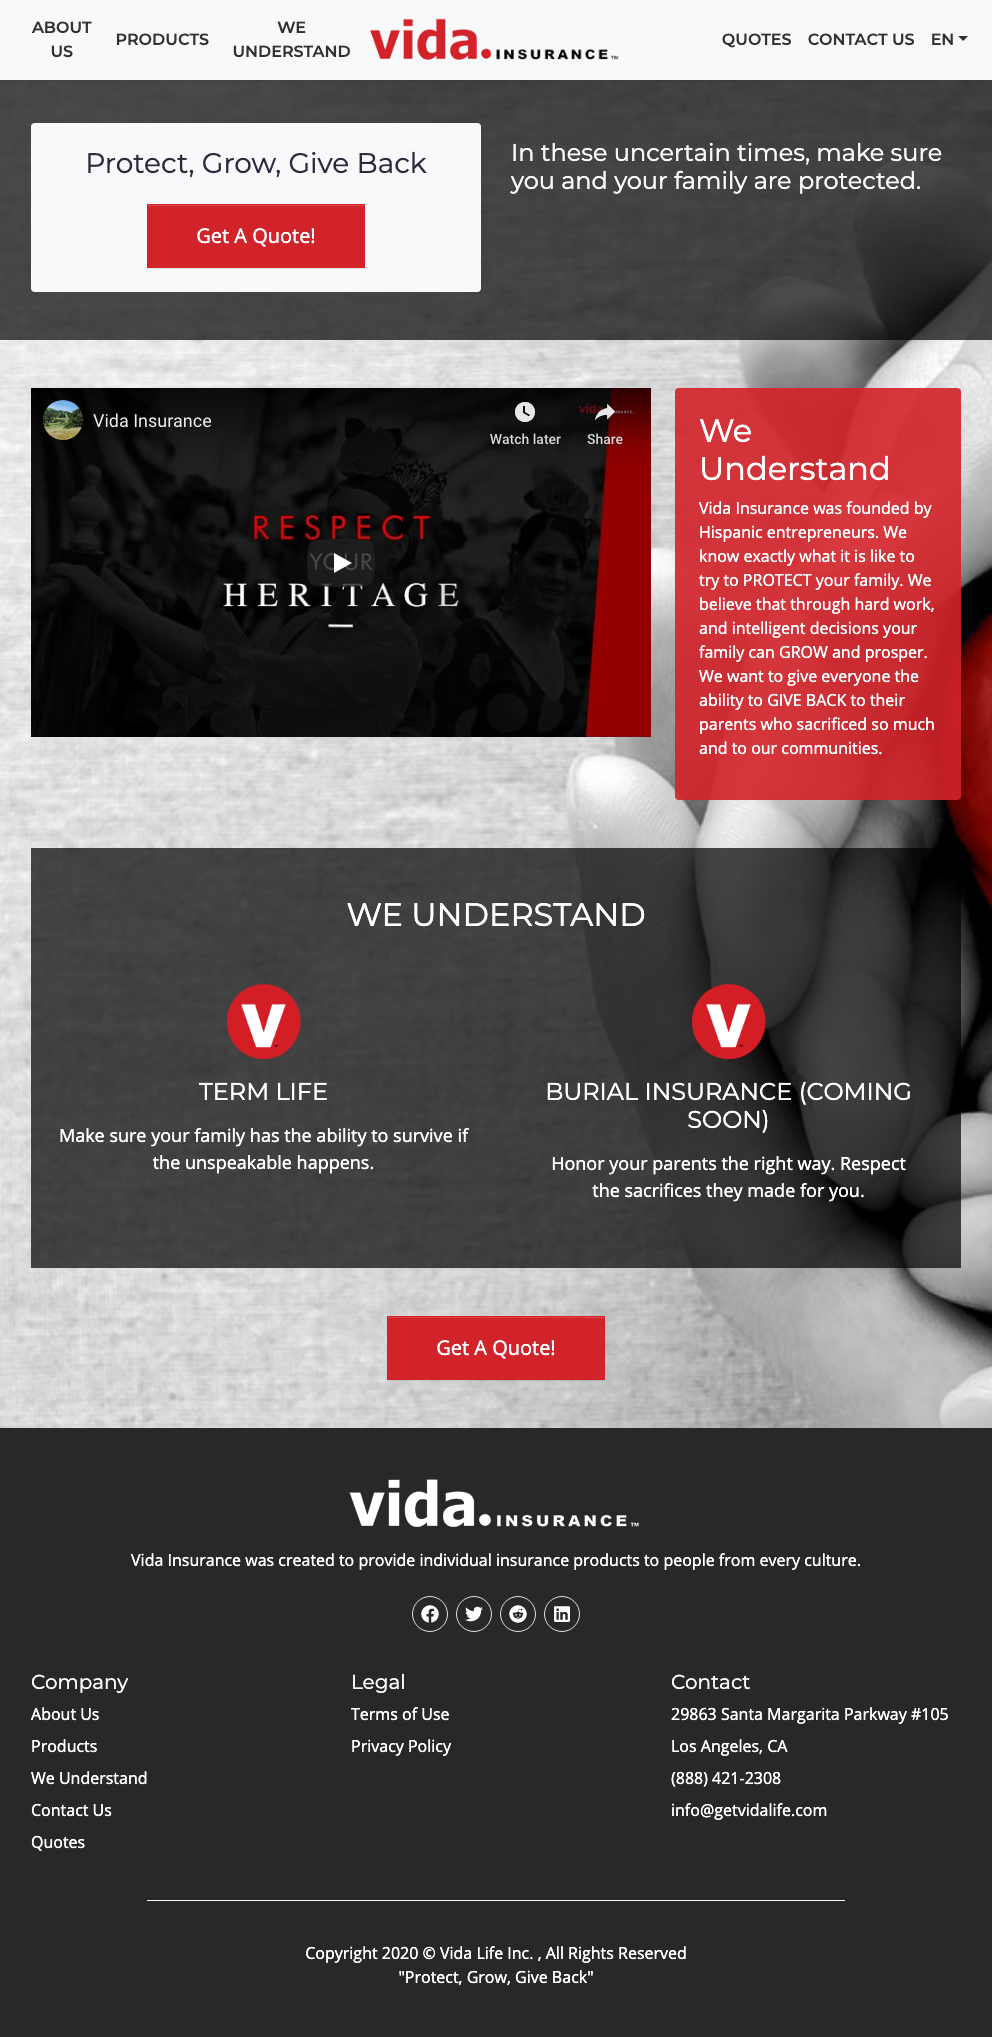 ABOUT US
PRODUCTS
WE UNDERSTAND
vida.INSURANCE™
QUOTES
CONTACT US
EN
Protect, Grow, Give Back
Get A Quote!
In these uncertain times, make sure
you and your family are protected.
Vida Insurance
Watch later
Share
vida.INSURANCE
RESPECT
YOUR
HERITAGE
We
Understand
Vida Insurance was founded by
Hispanic entrepreneurs. We
know exactly what it is like to
try to PROTECT your family. We
believe that through hard work,
and intelligent decisions your
family can GROW and prosper.
We want to give everyone the
ability to GIVE BACK to their
parents who sacrificed so much
and to our communities.
WE UNDERSTAND
V
TERM LIFE
Make sure your family has the ability to survive if
the unspeakable happens.
V
BURIAL INSURANCE (COMING
SOON)
Honor your parents the right way. Respect
the sacrifices they made for you.
Get A Quote!
vida.INSURANCE™
Vida Insurance was created to provide individual insurance products to people from every culture.
Company
About Us
Products
We Understand
Contact Us
Quotes
Legal
Terms of Use
Privacy Policy
Contact
29863 Santa Margarita Parkway #105
Los Angeles, CA
(888) 421-2308
info@getvidalife.com
Copyright 2020 © Vida Life Inc. , All Rights Reserved
"Protect, Grow, Give Back"